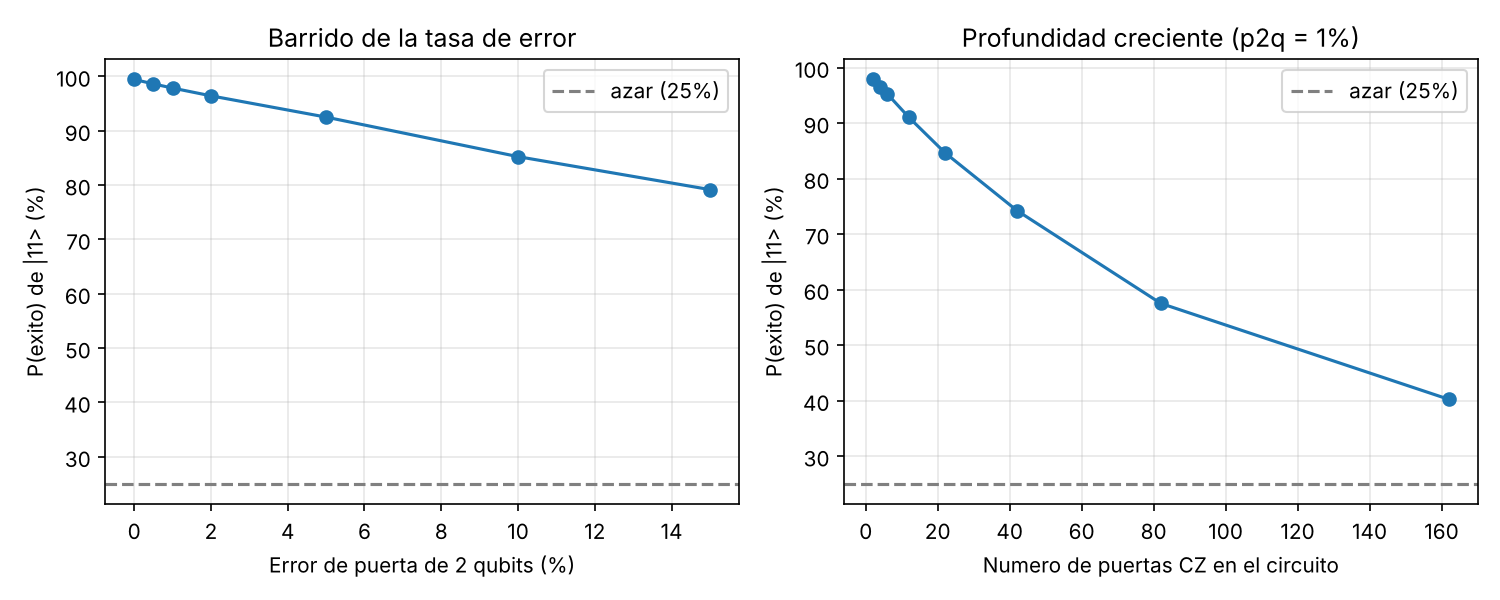 Barrido de la tasa de error
azar (25%)
100
90
80
70
60
50
40
30
P(exito) de |11> (%)
0 2 4 6 8 10 12 14
Error de puerta de 2 qubits (%)
Profundidad creciente (p2q = 1%)
azar (25%)
100
90
80
70
60
50
40
30
P(exito) de |11> (%)
0 20 40 60 80 100 120 140 160
Numero de puertas CZ en el circuito